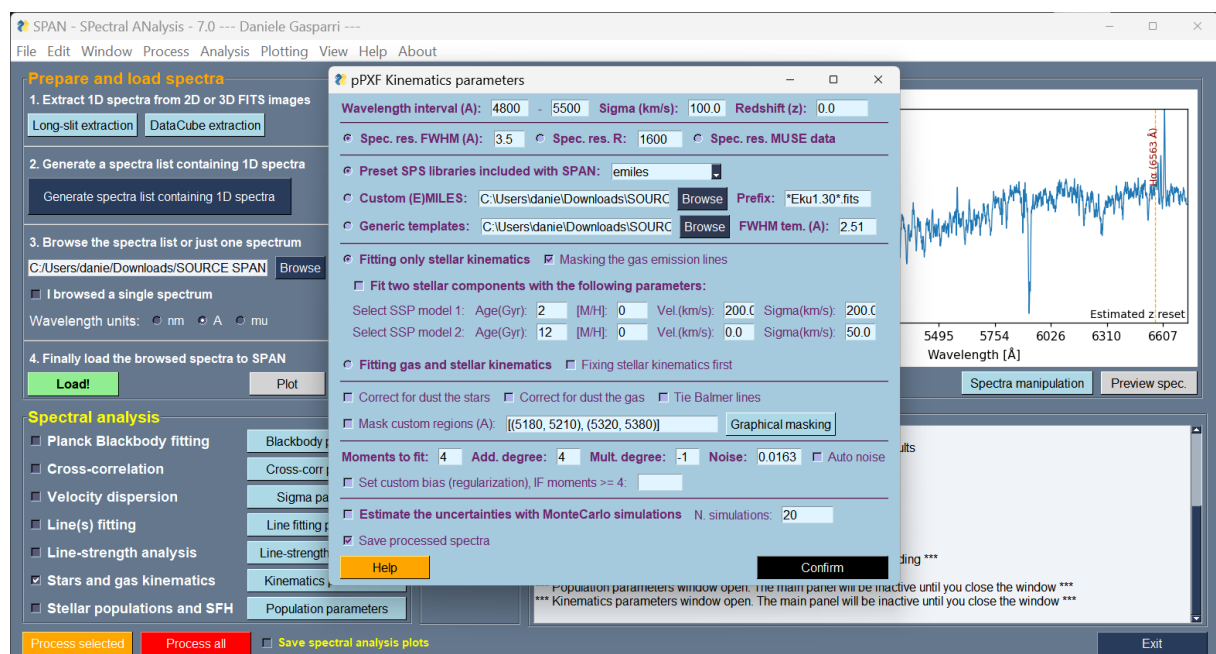 SPAN - SPectral ANalysis - 7.0 --- Daniele Gasparri ---
File Edit Window Process Analysis Plotting View Help About
Prepare and load spectra
1. Extract 1D spectra from 2D or 3D FITS images
Long-slit extraction DataCube extraction
2. Generate a spectra list containing 1D spectra
Generate spectra list containing 1D spectra
3. Browse the spectra list or just one spectrum
C:/Users/danie/Downloads/SOURCE SPAN Browse
I browsed a single spectrum
Wavelength units: nm A mu
4. Finally load the browsed spectra to SPAN
Load! Plot
Spectral analysis
Planck Blackbody fitting Blackbody p
Cross-correlation Cross-corr p
Velocity dispersion Sigma pa
Line(s) fitting Line fitting p
Line-strength analysis Line-strength
Stars and gas kinematics Kinematics p
Stellar populations and SFH Population parameters
Process selected Process all Save spectral analysis plots
pPXF Kinematics parameters
Wavelength interval (A): 4800 - 5500 Sigma (km/s): 100.0 Redshift (z): 0.0
Spec. res. FWHM (A): 3.5 Spec. res. R: 1600 Spec. res. MUSE data
Preset SPS libraries included with SPAN: emiles
Custom (E)MILES: C:\Users\danie\Downloads\SOURC Browse Prefix: *Eku1.30*.fits
Generic templates: C:\Users\danie\Downloads\SOURC Browse FWHM tem. (A): 2.51
Fitting only stellar kinematics Masking the gas emission lines
Fit two stellar components with the following parameters:
Select SSP model 1: Age(Gyr): 2 [M/H]: 0 Vel.(km/s): 200.0 Sigma(km/s): 200.0
Select SSP model 2: Age(Gyr): 12 [M/H]: 0 Vel.(km/s): 0.0 Sigma(km/s): 50.0
Fitting gas and stellar kinematics Fixing stellar kinematics first
Correct for dust the stars Correct for dust the gas Tie Balmer lines
Mask custom regions (A): [(5180, 5210), (5320, 5380)] Graphical masking
Moments to fit: 4 Add. degree: 4 Mult. degree: -1 Noise: 0.0163 Auto noise
Set custom bias (regularization), IF moments >= 4:
Estimate the uncertainties with MonteCarlo simulations N. simulations: 20
Save processed spectra
Help Confirm
Hα (6563 Å)
Estimated z reset
5495 5754 6026 6310 6607
Wavelength [Å]
Spectra manipulation Preview spec.
ults
ding ***
Population parameters window open. The main panel will be inactive until you close the window ***
*** Kinematics parameters window open. The main panel will be inactive until you close the window ***
Exit